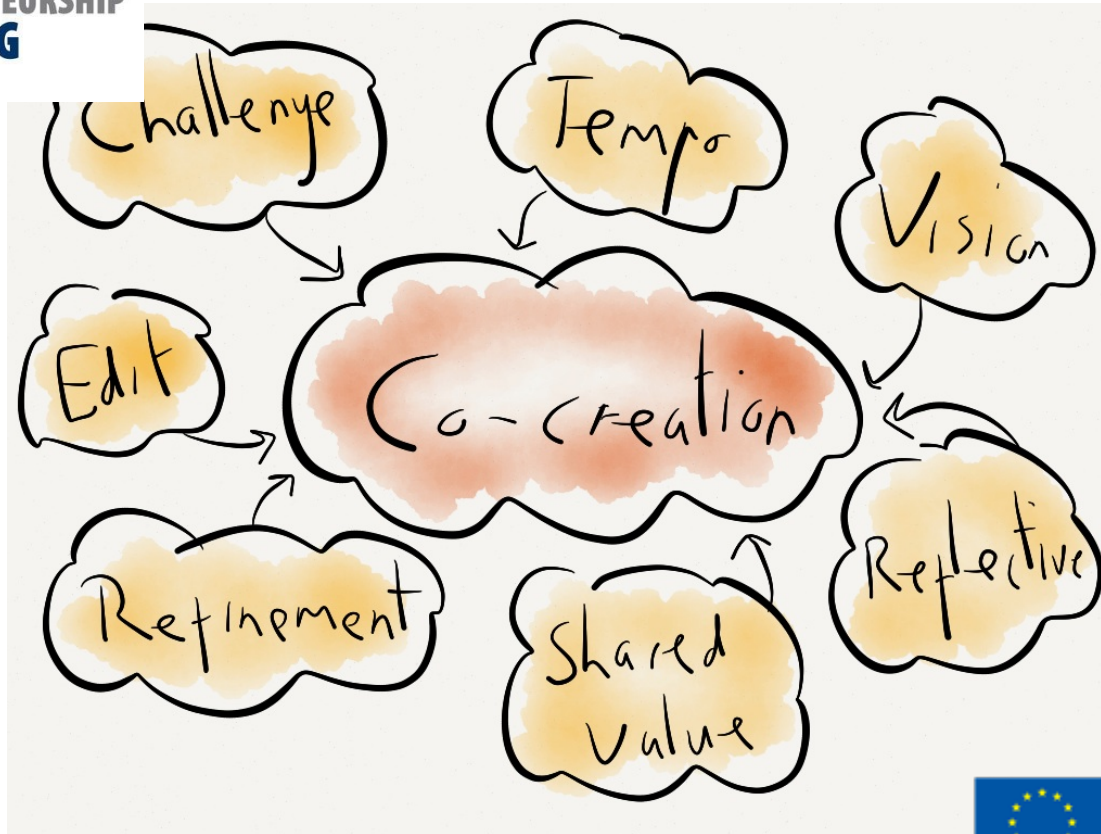 EURSHIP
G
Challenge
Tempo
Vision
Edit
Co-creation
Refinement
Shared
value
Reflective